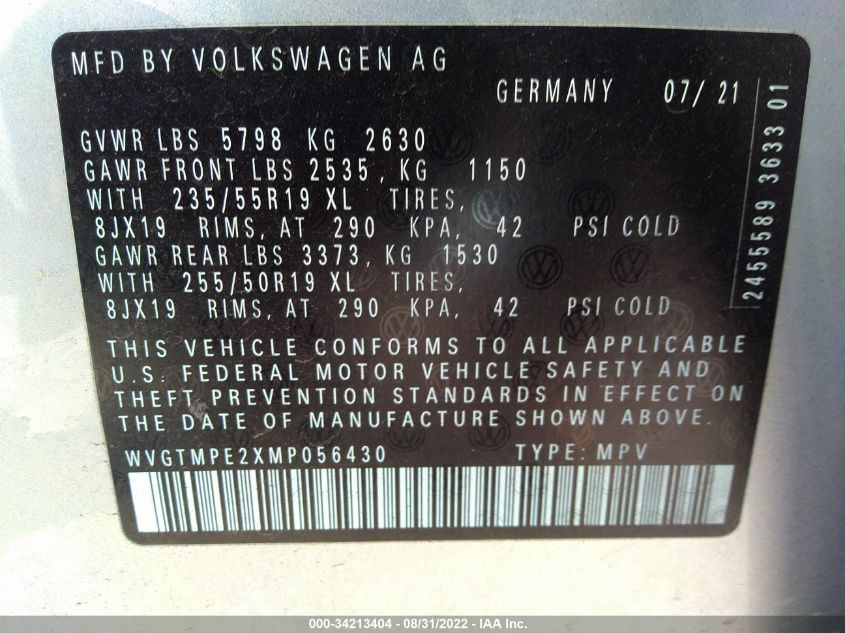 MFD BY VOLKSWAGEN AG
GERMANY 07/ 21
GVWR LBS 5798 KG 2630
GAWR FRONT LBS 2535, KG 1150
WITH 235/55R19 XL TIRES,
8JX19 RIMS, AT 290 KPA, 42 PSI COLD
GAWR REAR LBS 3373, KG 1530
WITH 255/50R19 XL TIRES,
8JX19 RIMS, AT 290 KPA, 42 PSI COLD
THIS VEHICLE CONFORMS TO ALL APPLICABLE
U.S. FEDERAL MOTOR VEHICLE SAFETY AND
THEFT PREVENTION STANDARDS IN EFFECT ON
THE DATE OF MANUFACTURE SHOWN ABOVE.
WVGTMPE2XMP056430 TYPE: MPV
2455589 3633 01
000-34213404 - 08/31/2022 - IAA Inc.